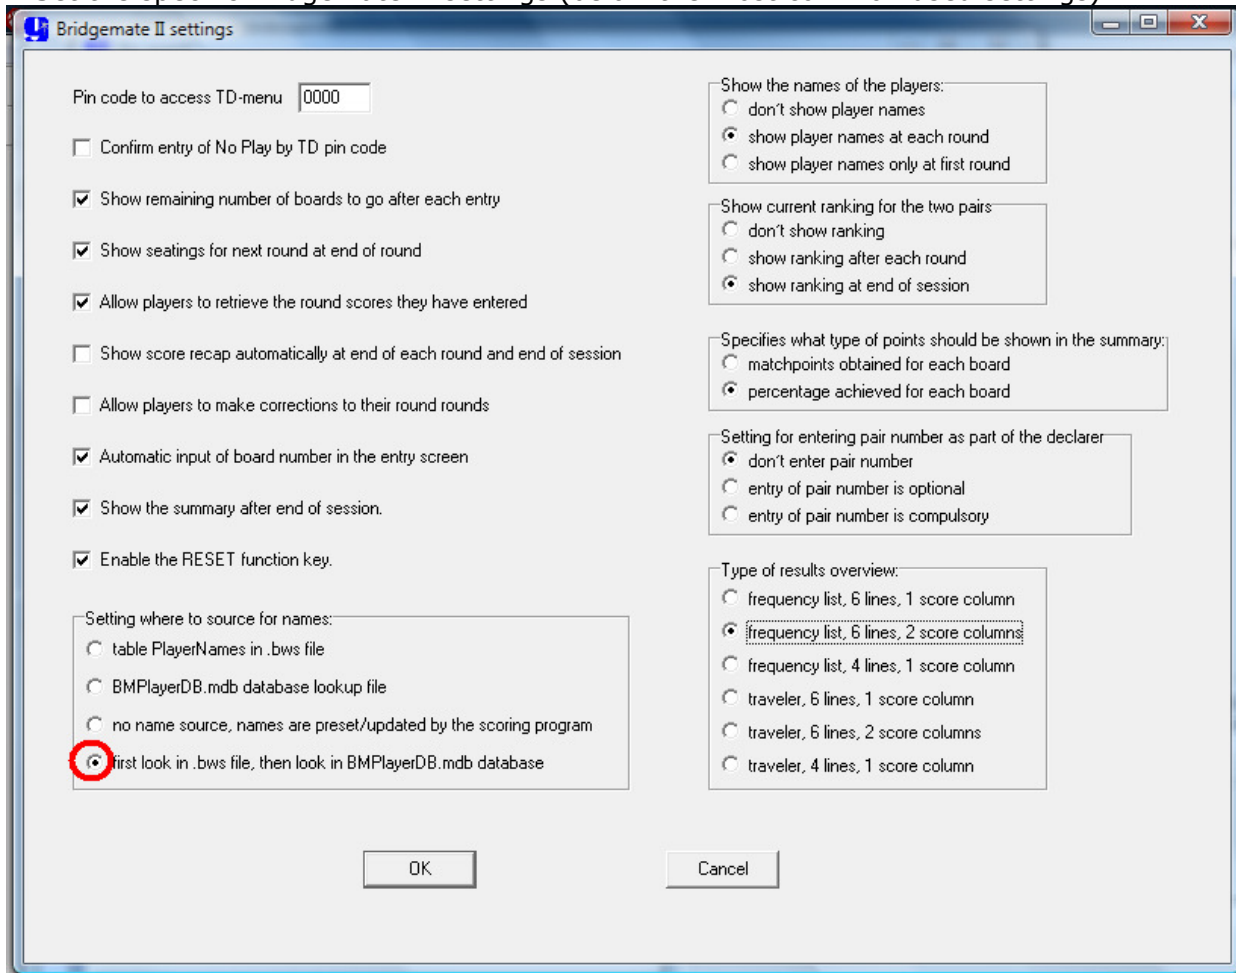 Set the specific Bridgemate II settings used settings)
Bridgemate II settings
Pin code to access TD-menu 0000
Confirm entry of No Play by TD pin code
Show remaining number of boards to go after each entry
Show seatings for next round at end of round
Allow players to retrieve the round scores they have entered
Show score recap automatically at end of each round and end of session
Allow players to make corrections to their round rounds
Automatic input of board number in the entry screen
Show the summary after end of session.
Enable the RESET function key.
Setting where to source for names:
table PlayerNames in .bws file
BMPlayerDB.mdb database lookup file
no name source, names are preset/updated by the scoring program
first look in .bws file, then look in BMPlayerDB.mdb database
Show the names of the players:
don't show player names
show player names at each round
show player names only at first round
Show current ranking for the two pairs
don't show ranking
show ranking after each round
show ranking at end of session
Specifies what type of points should be shown in the summary:
matchpoints obtained for each board
percentage achieved for each board
Setting for entering pair number as part of the declarer
don't enter pair number
entry of pair number is optional
entry of pair number is compulsory
Type of results overview:
frequency list, 6 lines, 1 score column
frequency list, 6 lines, 2 score columns
frequency list, 4 lines, 1 score column
traveler, 6 lines, 1 score column
traveler, 6 lines, 2 score columns
traveler, 4 lines, 1 score column
OK
Cancel